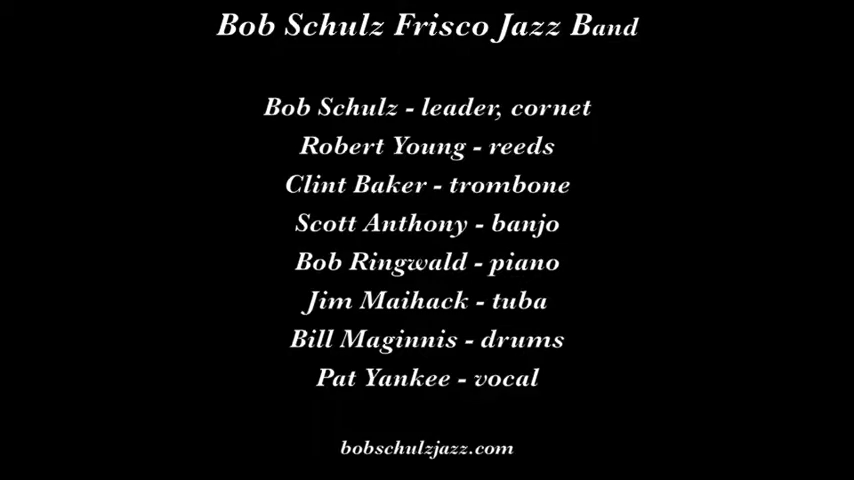 Bob Schulz Frisco Jazz Band
Bob Schulz - leader, cornet
Robert Young - reeds
Clint Baker - trombone
Scott Anthony - banjo
Bob Ringwald - piano
Jim Maihack - tuba
Bill Maginnis - drums
Pat Yankee - vocal
bobschulzjazz.com